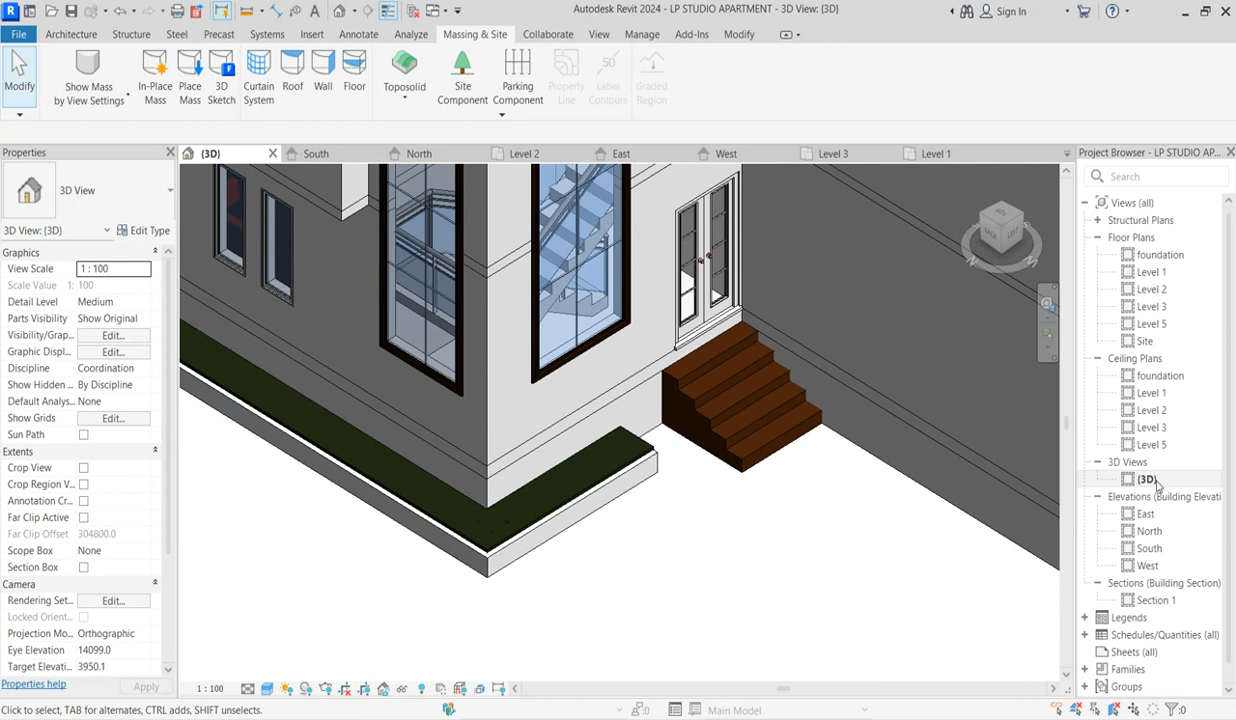 Autodesk Revit 2024 - LP STUDIO APARTMENT - 3D View: {3D}
Sign In
File
Architecture
Structure
Steel
Precast
Systems
Insert
Annotate
Analyze
Massing & Site
Collaborate
View
Manage
Add-Ins
Modify
Modify
Show Mass
by View Settings
In-Place
Mass
Place
Mass
3D
Sketch
Curtain
System
Roof
Wall
Floor
Toposolid
Site
Component
Parking
Component
Property
Line
50
Label
Contours
Graded
Region
Properties
{3D}
South
North
Level 2
East
West
Level 3
Level 1
Project Browser - LP STUDIO AP...
3D View
3D View: {3D}
Edit Type
Graphics
View Scale
1 : 100
Scale Value 1:
100
Detail Level
Medium
Parts Visibility
Show Original
Visibility/Grap...
Edit...
Graphic Displ...
Edit...
Discipline
Coordination
Show Hidden ...
By Discipline
Default Analys...
None
Show Grids
Edit...
Sun Path
Extents
Crop View
Crop Region V...
Annotation Cr...
Far Clip Active
Far Clip Offset
304800.0
Scope Box
None
Section Box
Camera
Rendering Set...
Edit...
Locked Orient...
Projection Mo...
Orthographic
Eye Elevation
14099.0
Target Elevati...
3950.1
Properties help
Apply
BACK
LEFT
Search
Views (all)
Structural Plans
Floor Plans
foundation
Level 1
Level 2
Level 3
Level 5
Site
Ceiling Plans
foundation
Level 1
Level 2
Level 3
Level 5
3D Views
{3D}
Elevations (Building Elevati
East
North
South
West
Sections (Building Section)
Section 1
Legends
Schedules/Quantities (all)
Sheets (all)
Families
Groups
1 : 100
Click to select, TAB for alternates, CTRL adds, SHIFT unselects.
:0
Main Model
:0